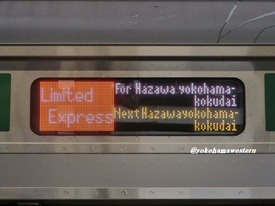 Limited
Express
For Hazawa yokohama-
kokudai
Next Hazawa yokohama-
kokudai
@yokohamawestern